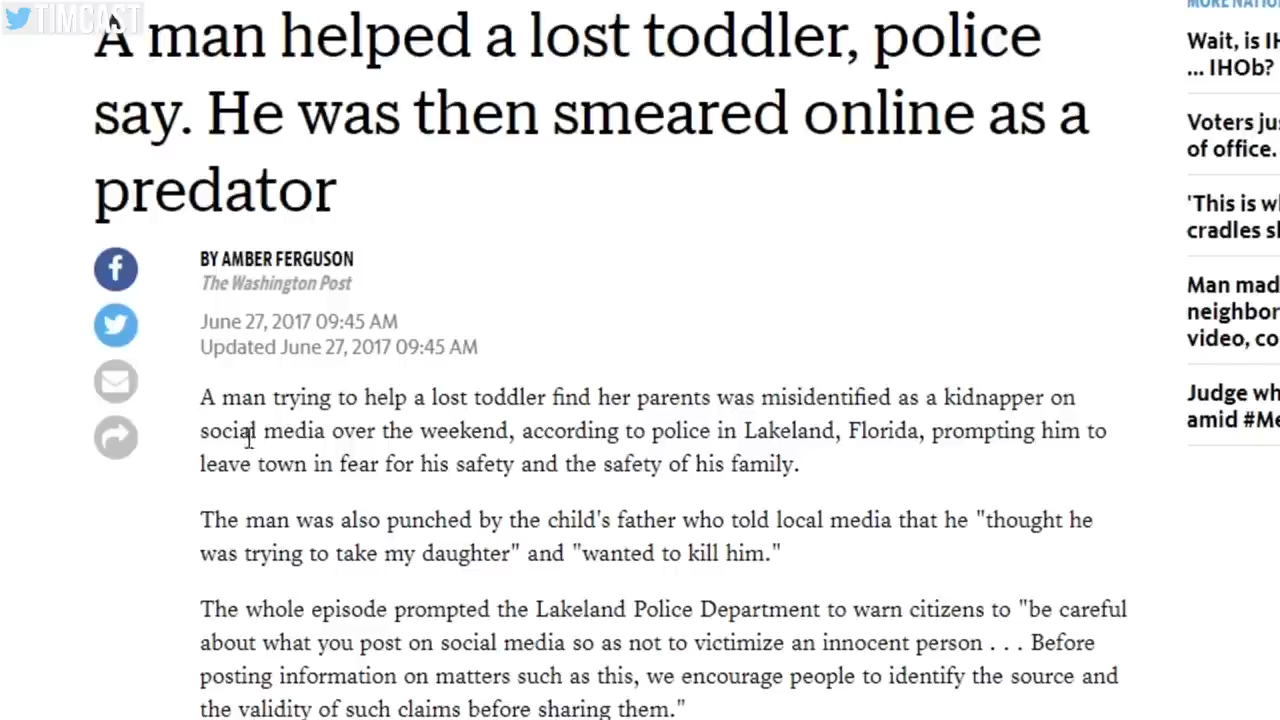 TIMCAST
A man helped a lost toddler, police
say. He was then smeared online as a
predator
BY AMBER FERGUSON
The Washington Post
June 27, 2017 09:45 AM
Updated June 27, 2017 09:45 AM
A man trying to help a lost toddler find her parents was misidentified as a kidnapper on
social media over the weekend, according to police in Lakeland, Florida, prompting him to
leave town in fear for his safety and the safety of his family.
The man was also punched by the child's father who told local media that he "thought he
was trying to take my daughter" and "wanted to kill him."
The whole episode prompted the Lakeland Police Department to warn citizens to "be careful
about what you post on social media so as not to victimize an innocent person . . . Before
posting information on matters such as this, we encourage people to identify the source and
the validity of such claims before sharing them."
MORE
Wait, is
... IHOb?
Voters
of office.
'This is
cradles
Man
neighbor
video,
Judge
amid